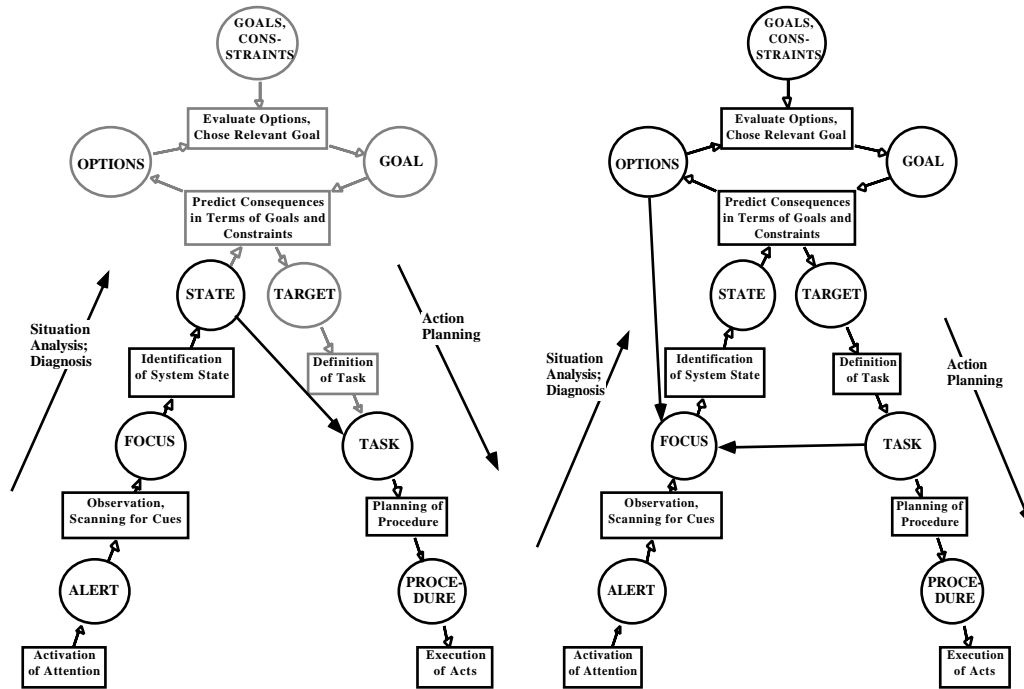 GOALS,
CONS-
STRAINTS
Evaluate Options,
Chose Relevant Goal
OPTIONS
GOAL
Predict Consequences
in Terms of Goals and
Constraints
STATE
TARGET
Situation
Analysis;
Diagnosis
Action
Planning
Identification
of System State
Definition
of Task
FOCUS
TASK
Observation,
Scanning for Cues
Planning of
Procedure
ALERT
PROCE-
DURE
Activation
of Attention
Execution
of Acts
GOALS,
CONS-
STRAINTS
Evaluate Options,
Chose Relevant Goal
OPTIONS
GOAL
Predict Consequences
in Terms of Goals and
Constraints
STATE
TARGET
Situation
Analysis;
Diagnosis
Identification
of System State
Definition
of Task
Action
Planning
FOCUS
TASK
Observation,
Scanning for Cues
Planning of
Procedure
ALERT
PROCE-
DURE
Activation
of Attention
Execution
of Acts